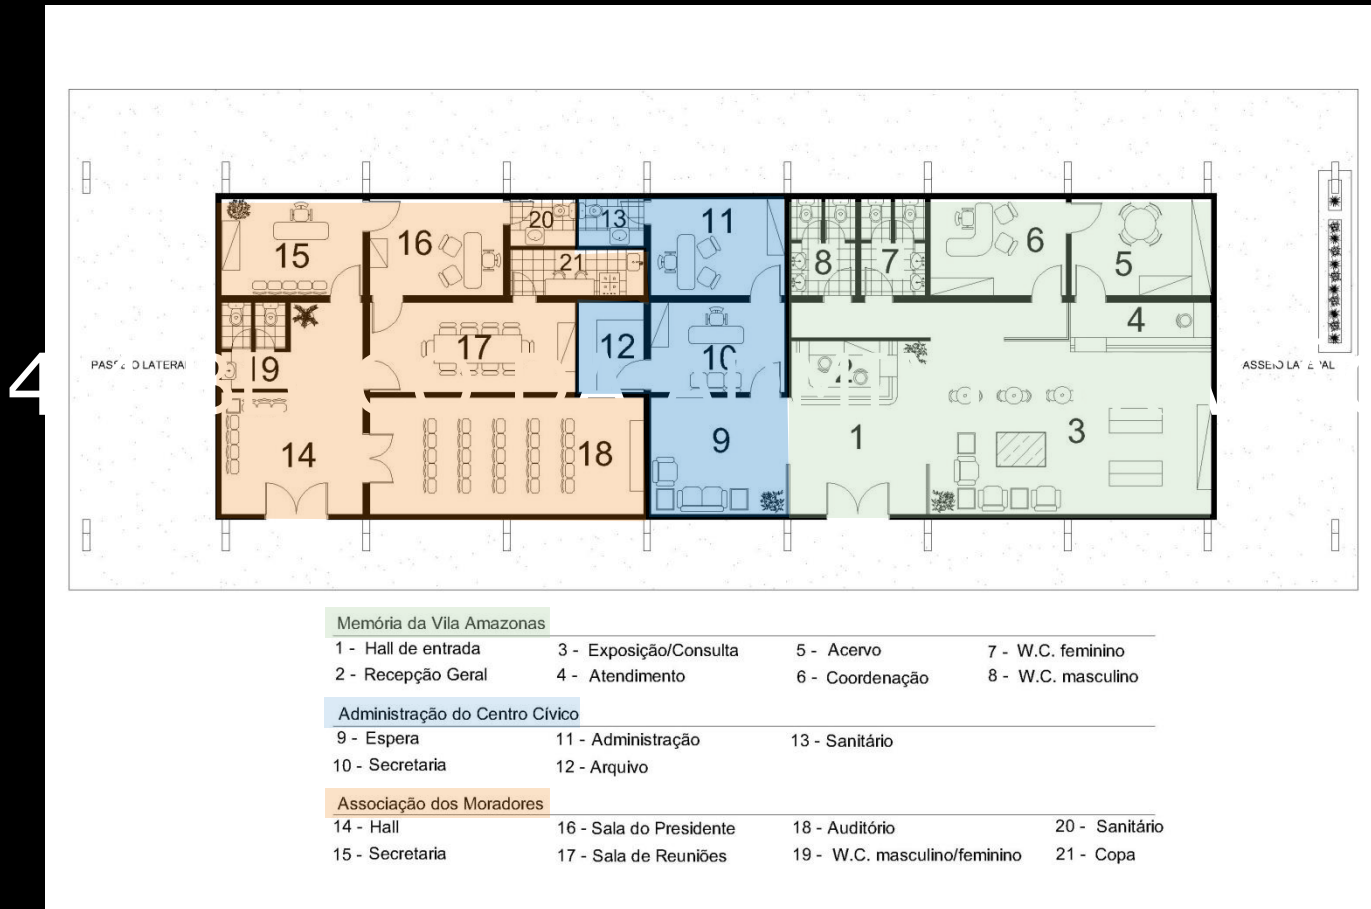 20 13 11
15 16 21 8 7 6 5
4
17 12 10 2
19
PASSEIO LATERAL
14 18 9 1 3
Memória da Vila Amazonas
1 - Hall de entrada 3 - Exposição/Consulta 5 - Acervo 7 - W.C. feminino
2 - Recepção Geral 4 - Atendimento 6 - Coordenação 8 - W.C. masculino
Administração do Centro Cívico
9 - Espera 11 - Administração 13 - Sanitário
10 - Secretaria 12 - Arquivo
Associação dos Moradores
14 - Hall 16 - Sala do Presidente 18 - Auditório 20 - Sanitário
15 - Secretaria 17 - Sala de Reuniões 19 - W.C. masculino/feminino 21 - Copa